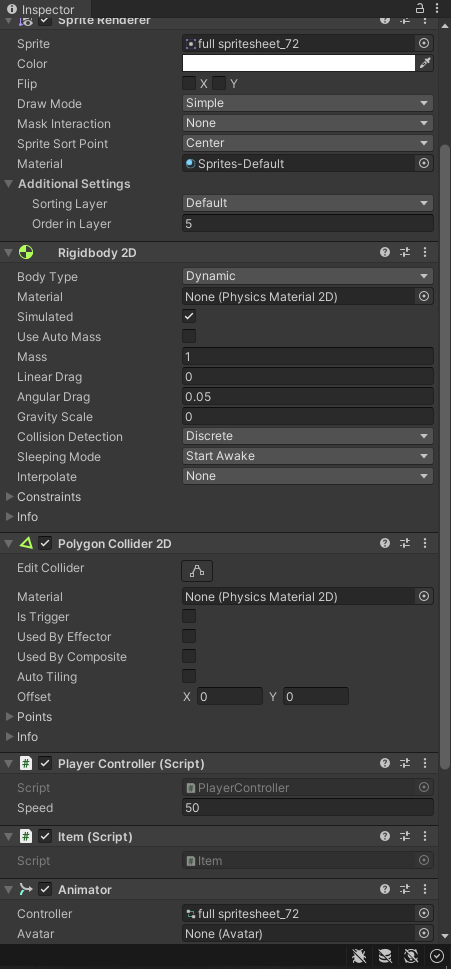 Inspector
Sprite Renderer
Sprite full spritesheet_72
Color
Flip X Y
Draw Mode Simple
Mask Interaction None
Sprite Sort Point Center
Material Sprites-Default
Additional Settings
Sorting Layer Default
Order in Layer 5
Rigidbody 2D
Body Type Dynamic
Material None (Physics Material 2D)
Simulated
Use Auto Mass
Mass 1
Linear Drag 0
Angular Drag 0.05
Gravity Scale 0
Collision Detection Discrete
Sleeping Mode Start Awake
Interpolate None
Constraints
Info
Polygon Collider 2D
Edit Collider
Material None (Physics Material 2D)
Is Trigger
Used By Effector
Used By Composite
Auto Tiling
Offset X 0 Y 0
Points
Info
# Player Controller (Script)
Script # PlayerController
Speed 50
# Item (Script)
Script # Item
Animator
Controller full spritesheet_72
Avatar None (Avatar)